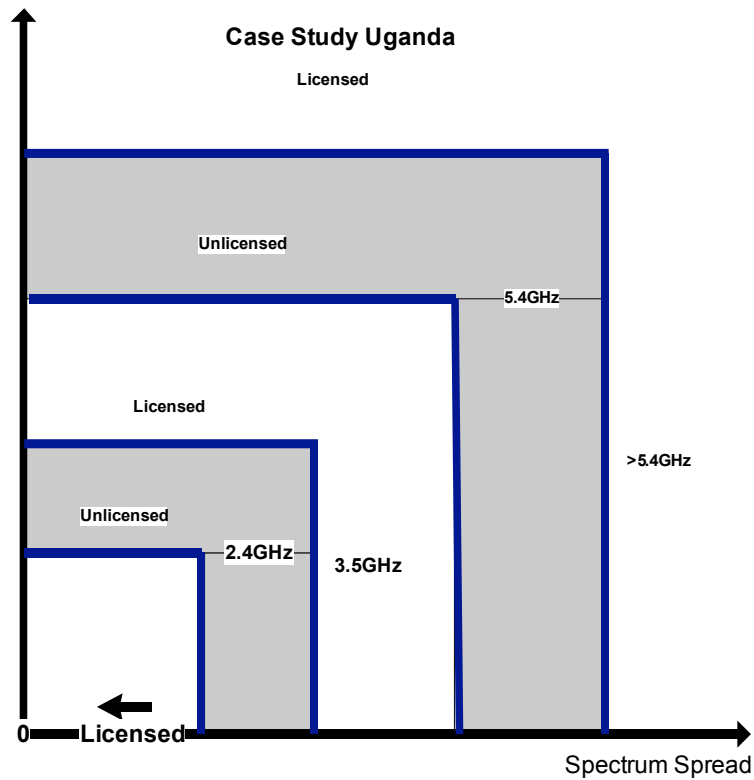 Case Study Uganda
Licensed
Unlicensed
5.4GHz
Licensed
>5.4GHz
Unlicensed
2.4GHz
3.5GHz
0
Licensed
Spectrum Spread